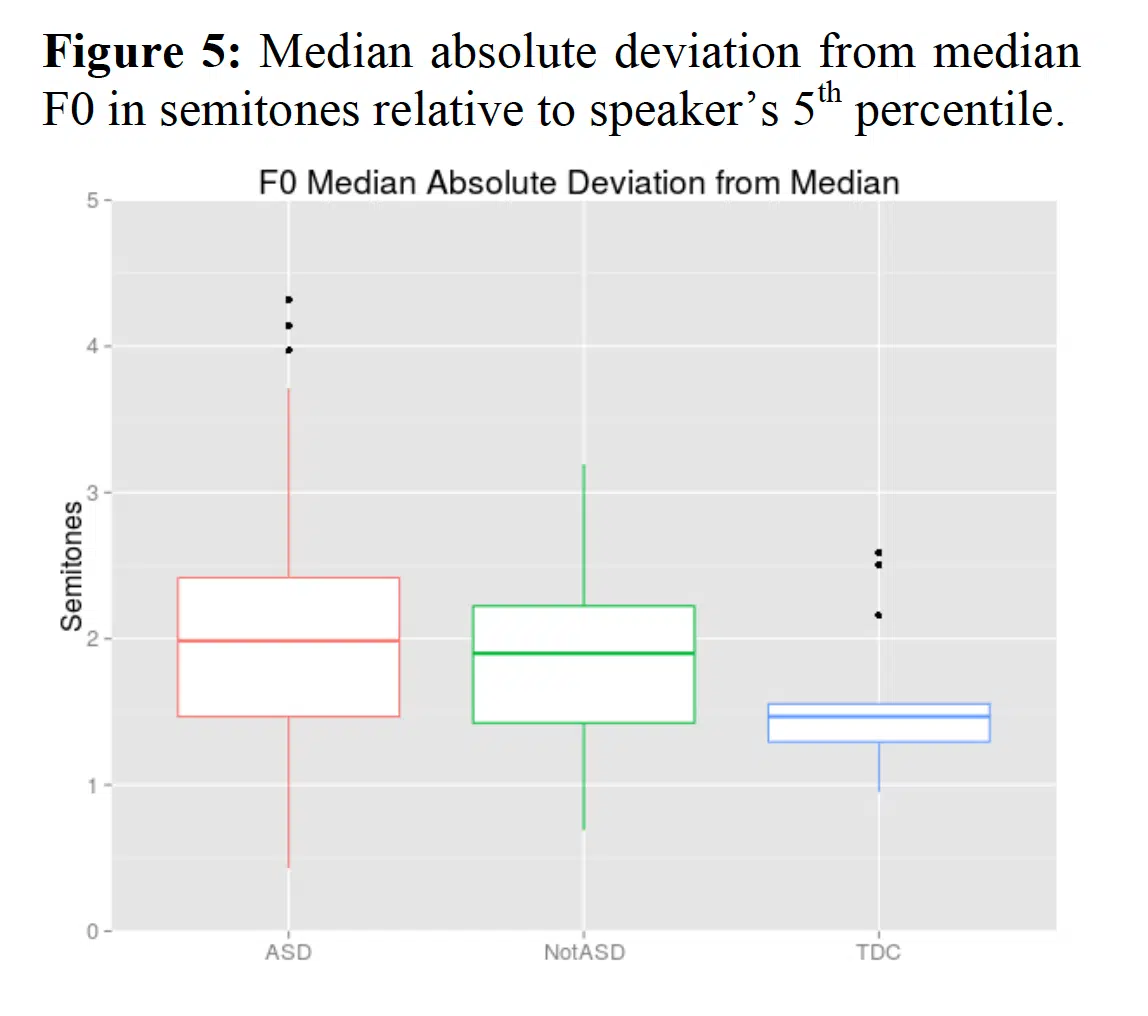 Figure 5: Median absolute deviation from median
F0 in semitones relative to speaker’s 5th percentile.
F0 Median Absolute Deviation from Median
5
4
3
2
1
0
Semitones
ASD NotASD TDC